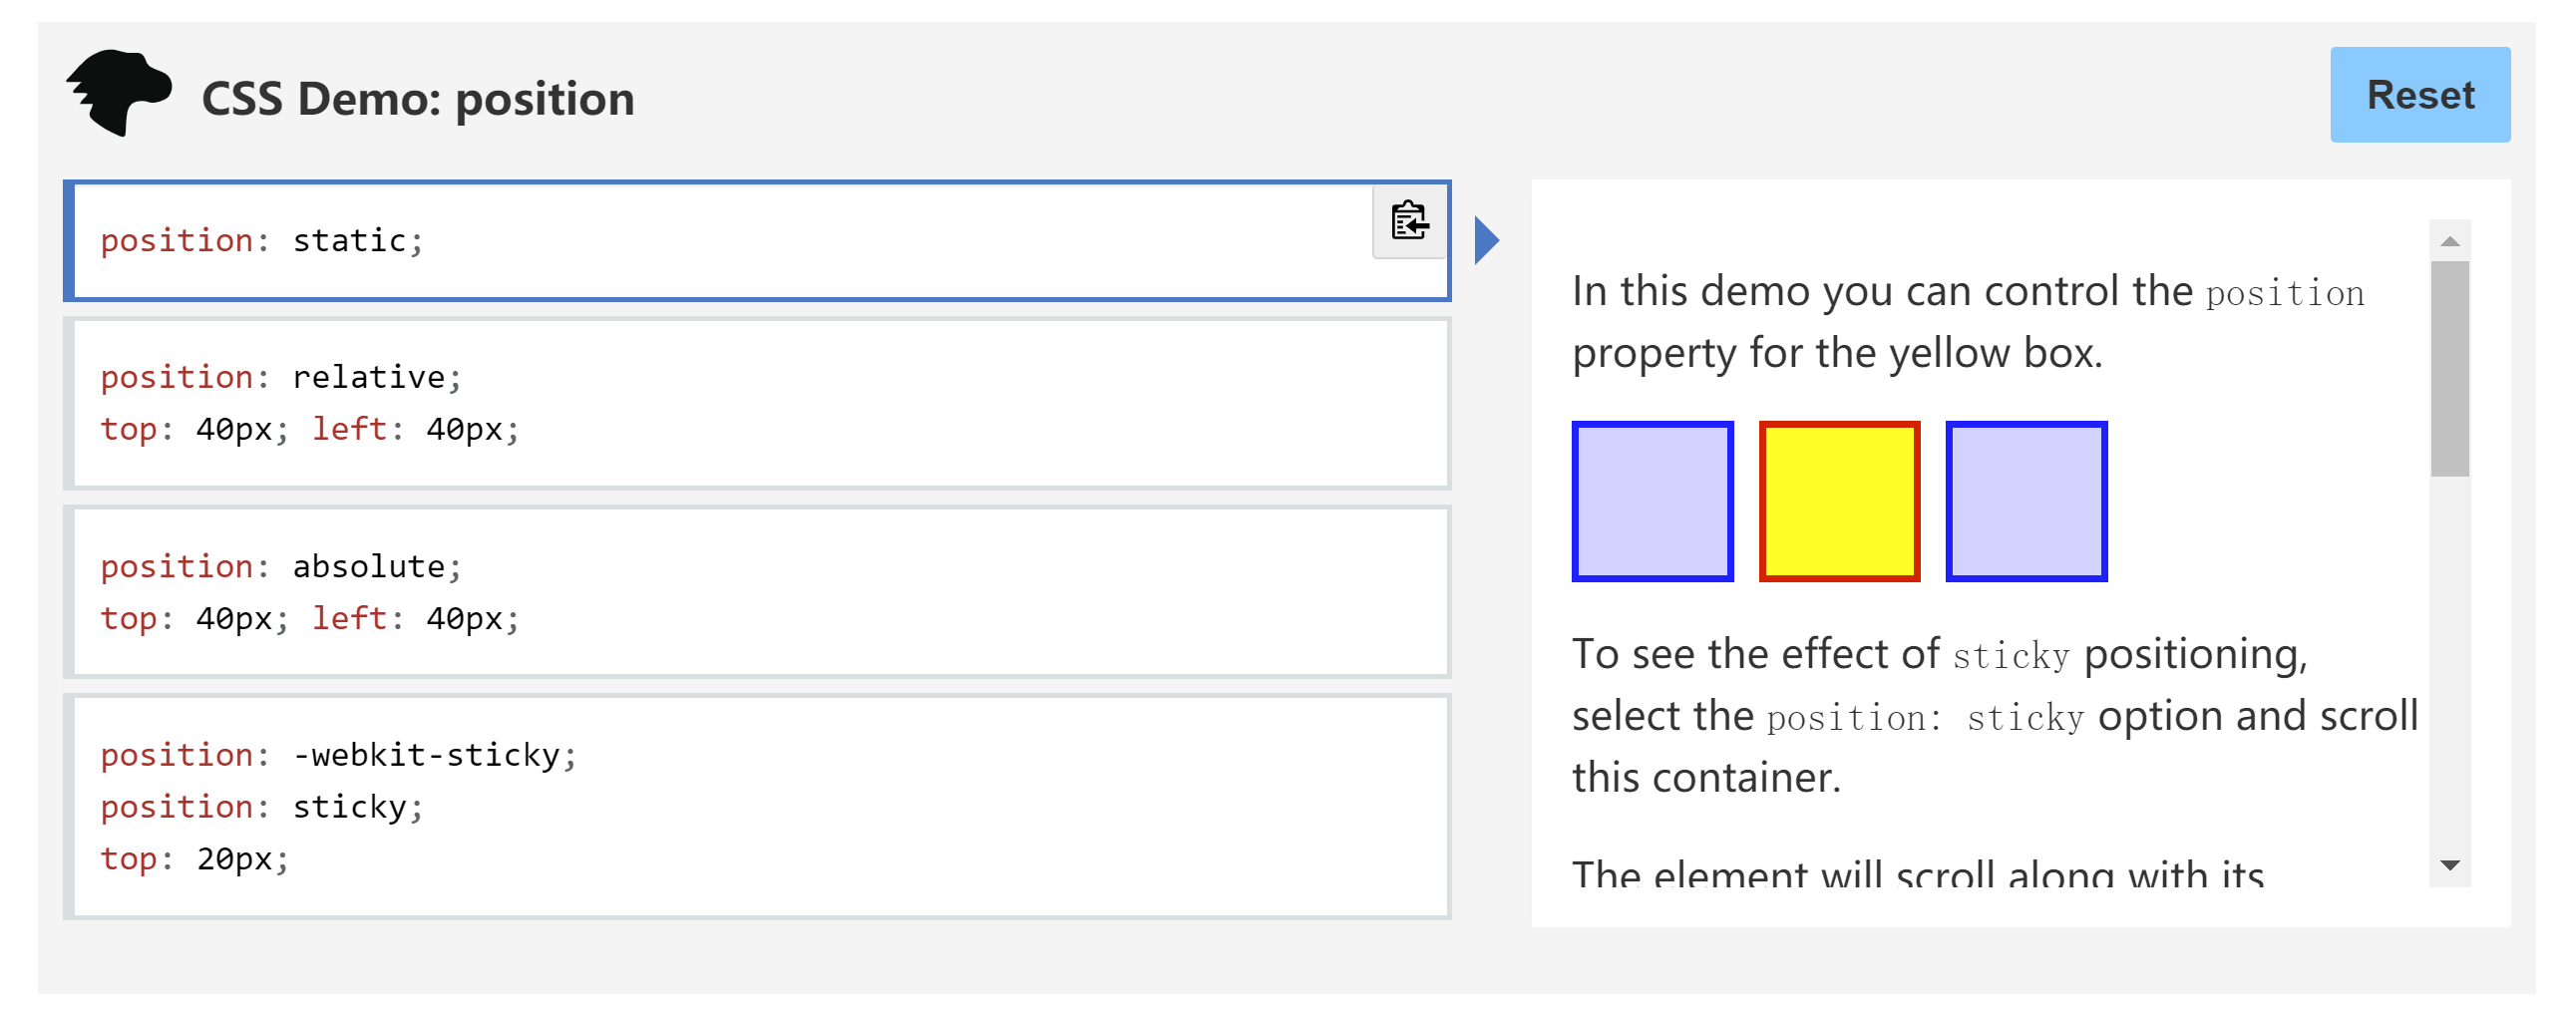 CSS Demo: position
Reset
position: static;
position: relative;
top: 40px; left: 40px;
position: absolute;
top: 40px; left: 40px;
position: -webkit-sticky;
position: sticky;
top: 20px;
In this demo you can control the position
property for the yellow box.
To see the effect of sticky positioning,
select the position: sticky option and scroll
this container.
The element will scroll along with its